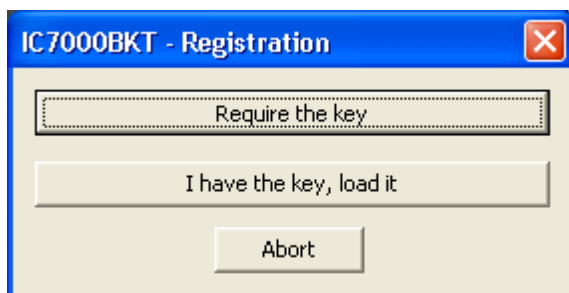 IC7000BKT - Registration
Require the key
I have the key, load it
Abort